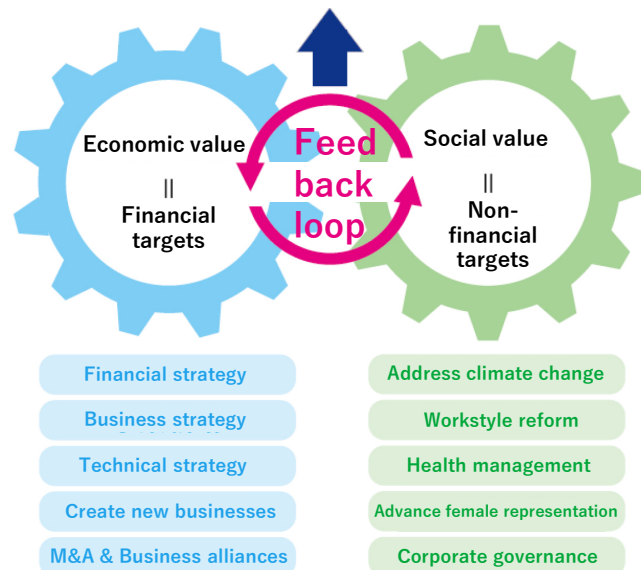 Economic value
||
Financial
targets
Feed
back
loop
Social value
||
Non-
financial
targets
Financial strategy
Business strategy
Technical strategy
Create new businesses
M&A & Business alliances
Address climate change
Workstyle reform
Health management
Advance female representation
Corporate governance